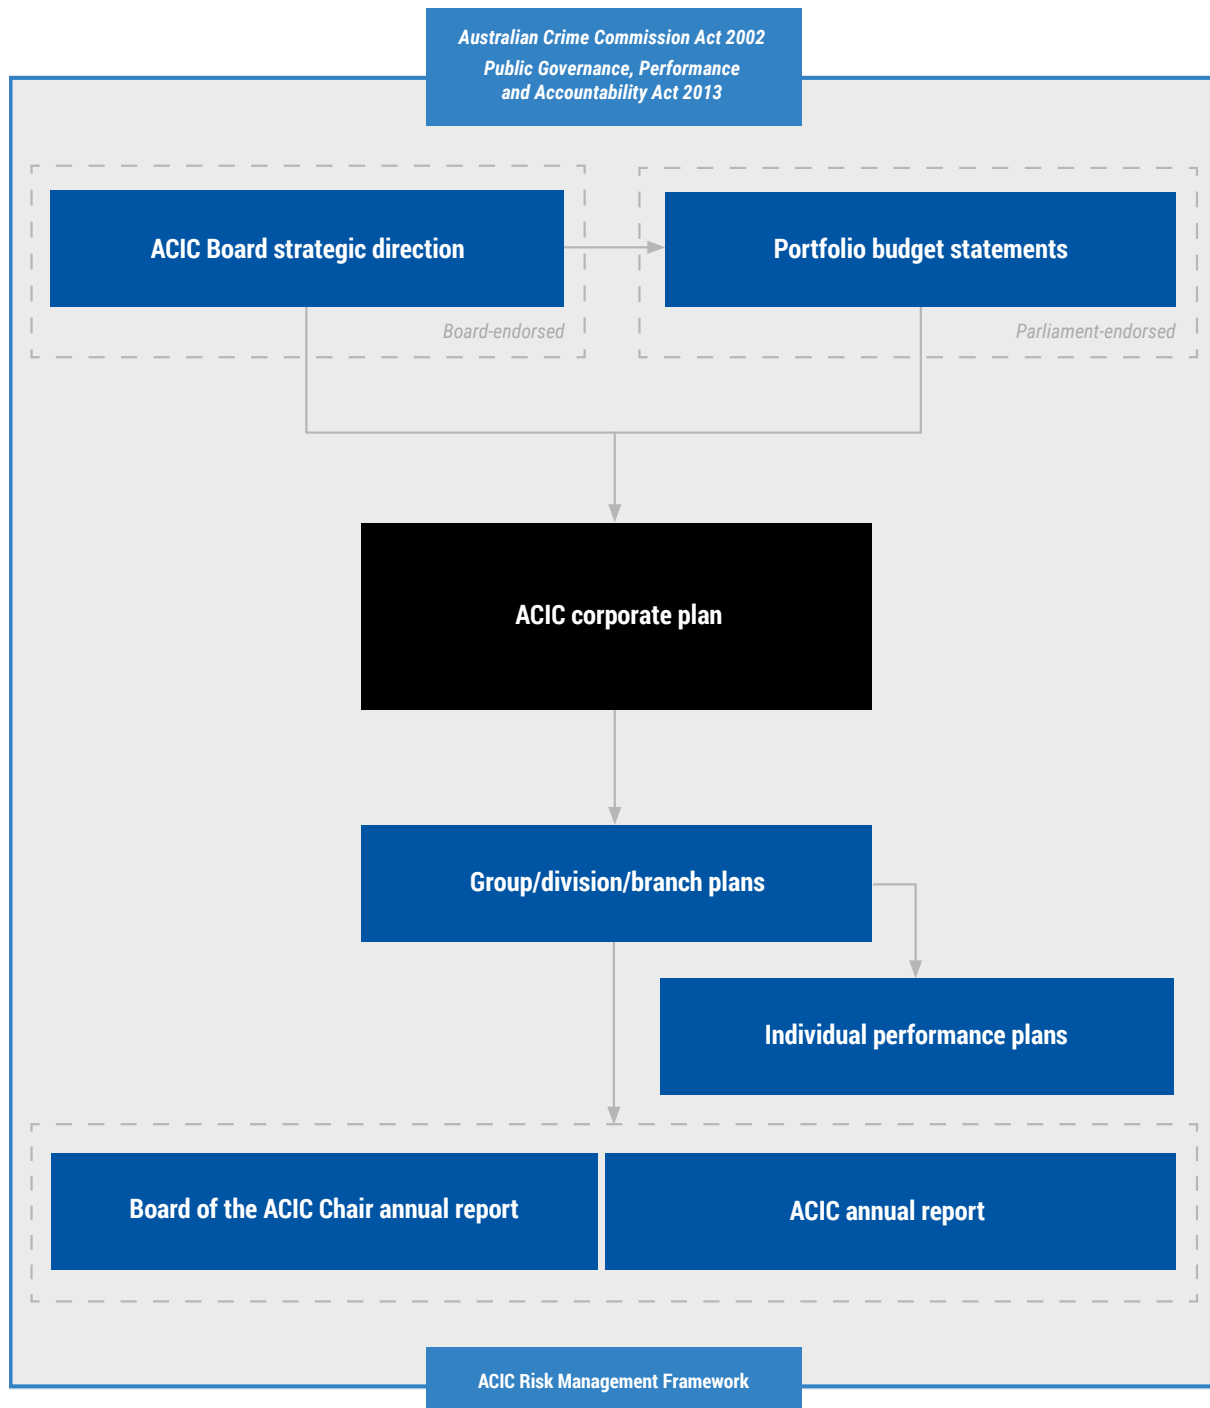 Australian Crime Commission Act 2002
Public Governance, Performance
and Accountability Act 2013
ACIC Board strategic direction
Portfolio budget statements
Board-endorsed
Parliament-endorsed
ACIC corporate plan
Group/division/branch plans
Individual performance plans
Board of the ACIC Chair annual report
ACIC annual report
ACIC Risk Management Framework